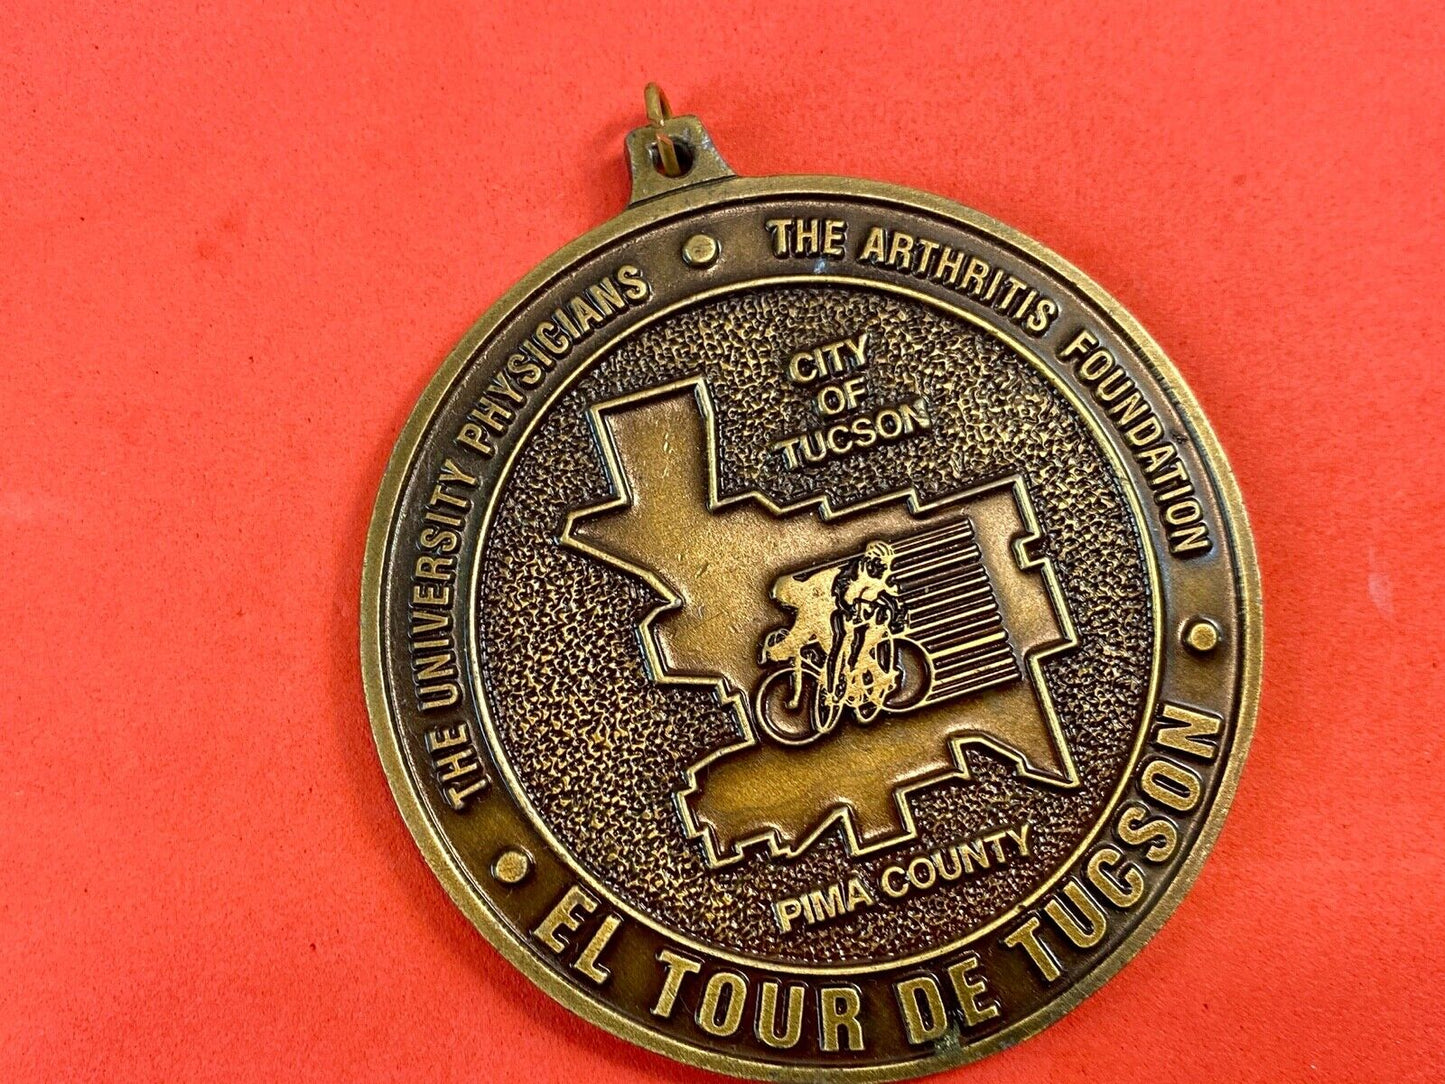 THE UNIVERSITY PHYSICIANS • THE ARTHRITIS FOUNDATION •
CITY
OF
TUCSON
PIMA COUNTY
• EL TOUR DE TUCSON